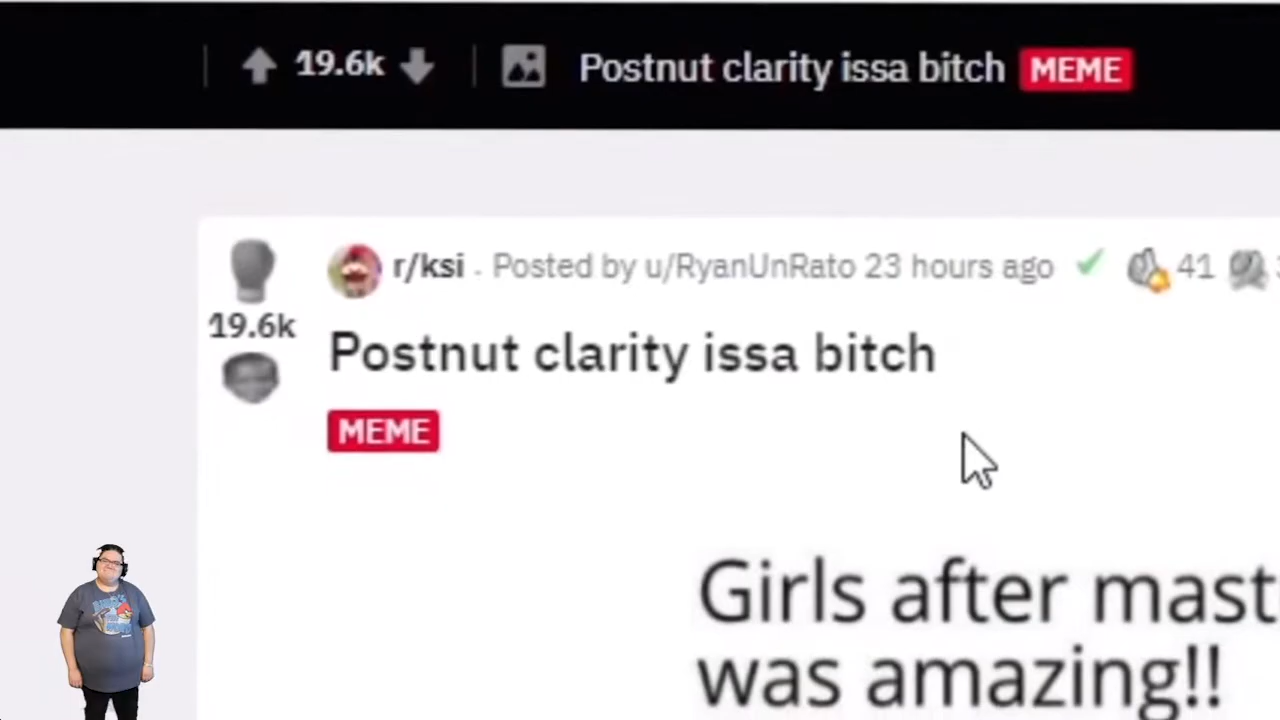 19.6k Postnut clarity issa bitch MEME
r/ksi · Posted by u/RyanUnRato 23 hours ago 41
19.6k
Postnut clarity issa bitch
MEME
Girls after mast
was amazing!!